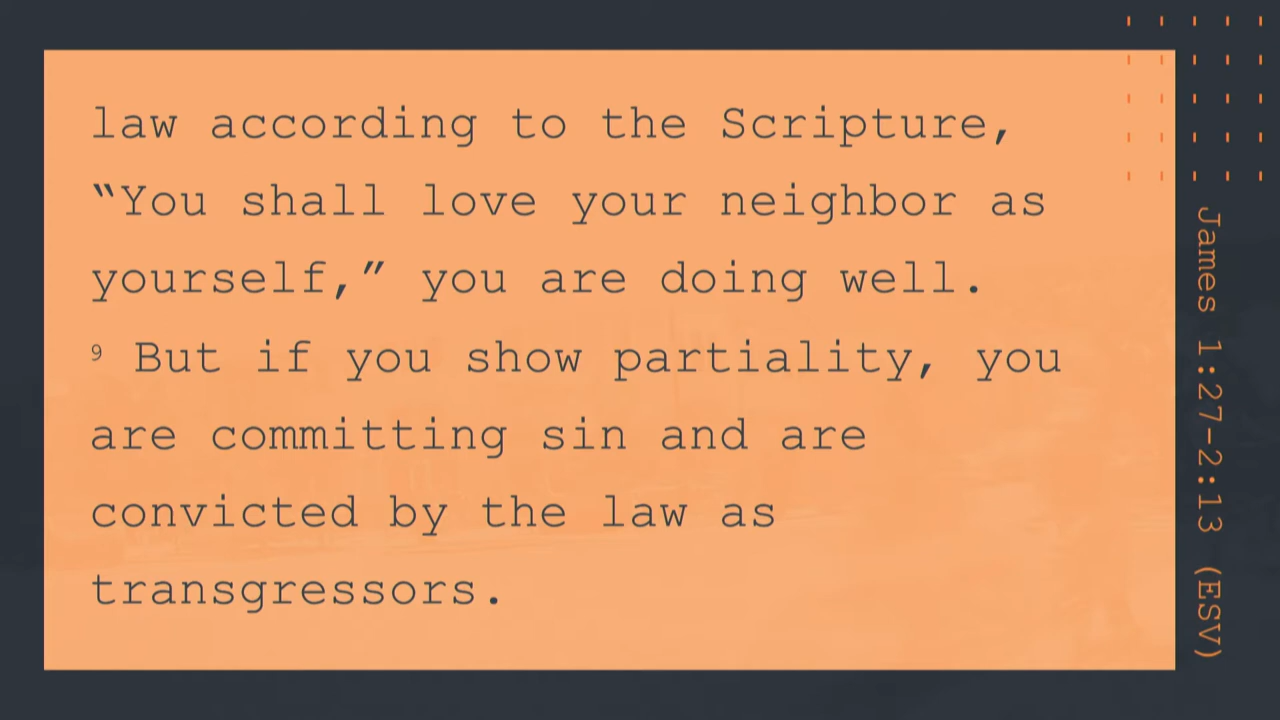 law according to the Scripture,
“You shall love your neighbor as
yourself,” you are doing well.
⁹ But if you show partiality, you
are committing sin and are
convicted by the law as
transgressors.
James 1:27–2:13 (ESV)